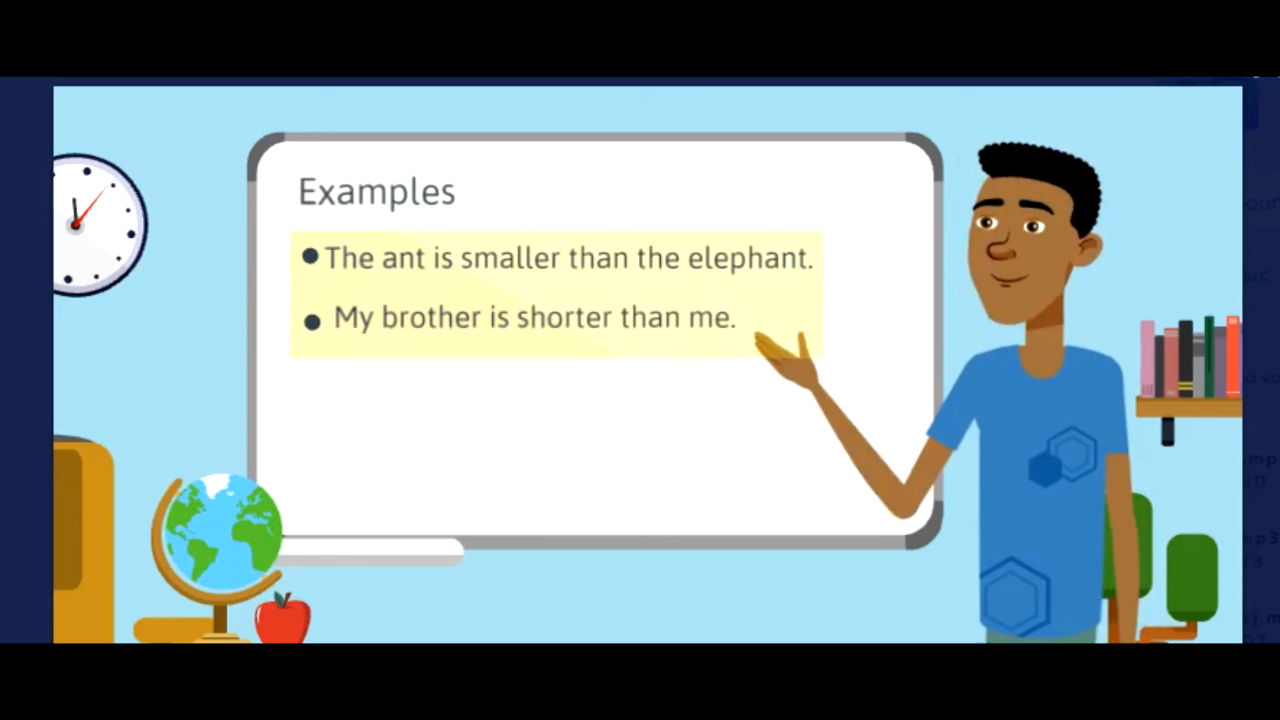 Examples
• The ant is smaller than the elephant.
• My brother is shorter than me.